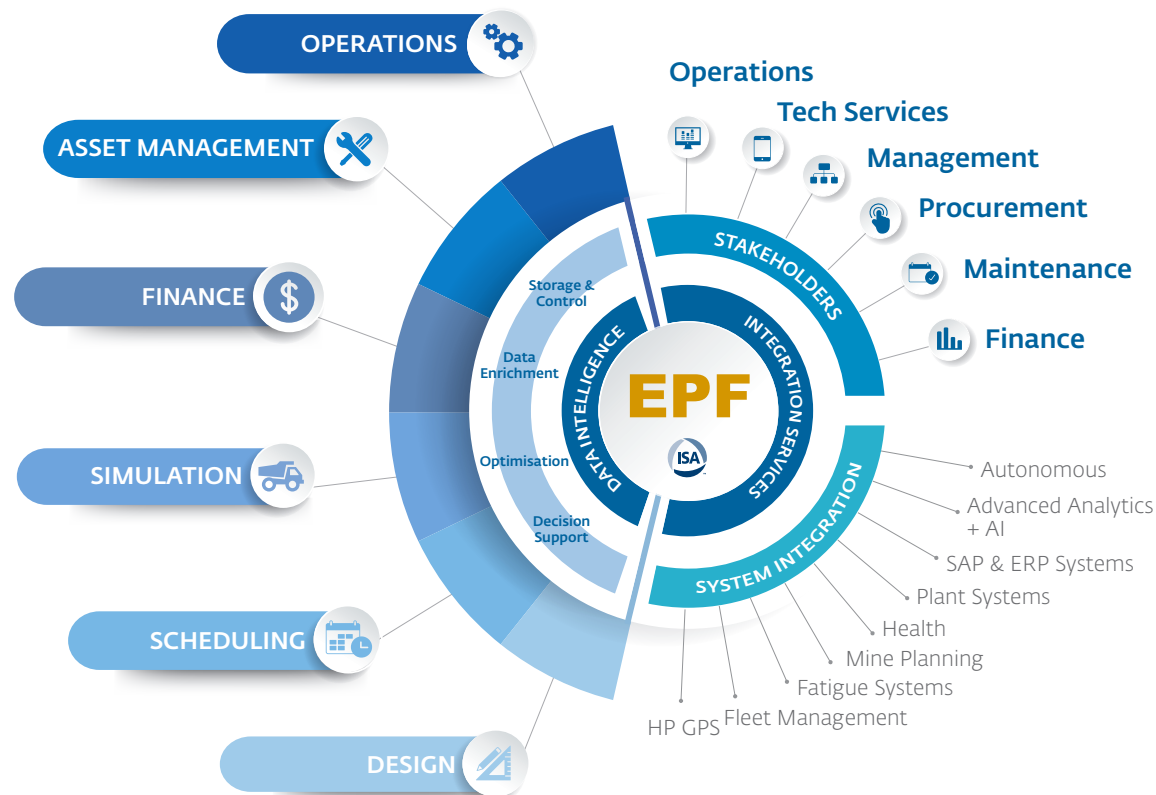 OPERATIONS
ASSET MANAGEMENT
FINANCE
$
SIMULATION
SCHEDULING
DESIGN
Storage &
Control
Data
Enrichment
Optimisation
Decision
Support
DATA INTELLIGENCE
EPF
ISA
INTEGRATION SERVICES
STAKEHOLDERS
Operations
Tech Services
Management
Procurement
Maintenance
Finance
SYSTEM INTEGRATION
Autonomous
Advanced Analytics
+ AI
SAP & ERP Systems
Plant Systems
Health
Mine Planning
Fatigue Systems
Fleet Management
HP GPS